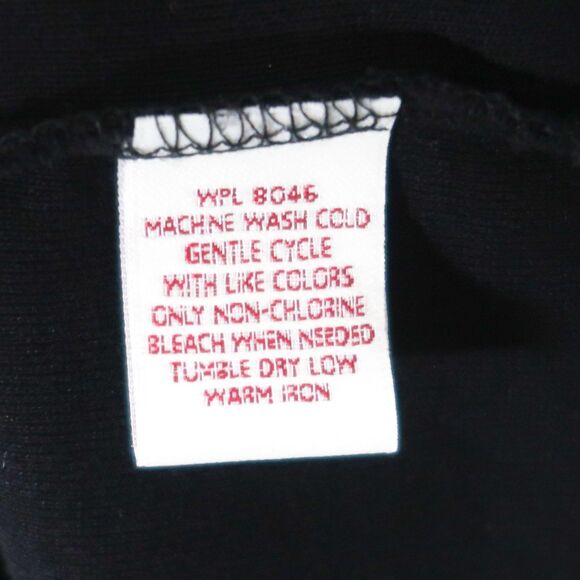 WPL 8046
MACHINE WASH COLD
GENTLE CYCLE
WITH LIKE COLORS
ONLY NON-CHLORINE
BLEACH WHEN NEEDED
TUMBLE DRY LOW
WARM IRON